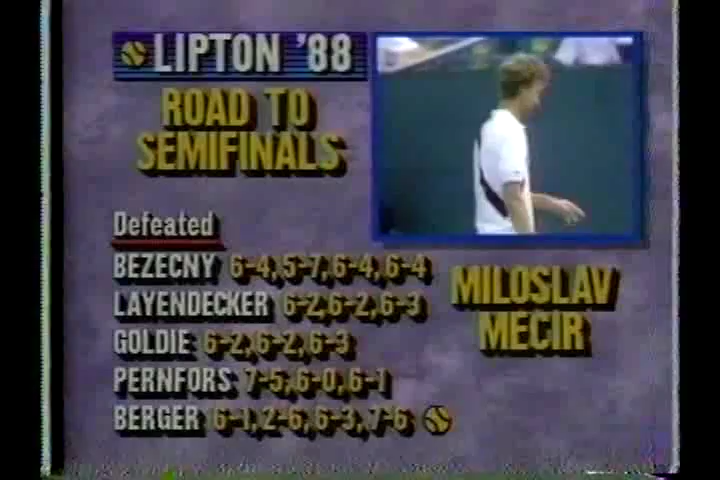 LIPTON '88
ROAD TO
SEMIFINALS
Defeated
BEZECNY 6-4,5-7,6-4,6-4
LAYENDECKER 6-2,6-2,6-3
GOLDIE 6-2,6-2,6-3
PERNFORS 7-5,6-0,6-1
BERGER 6-1,2-6,6-3,7-6
MILOSLAV
MECIR